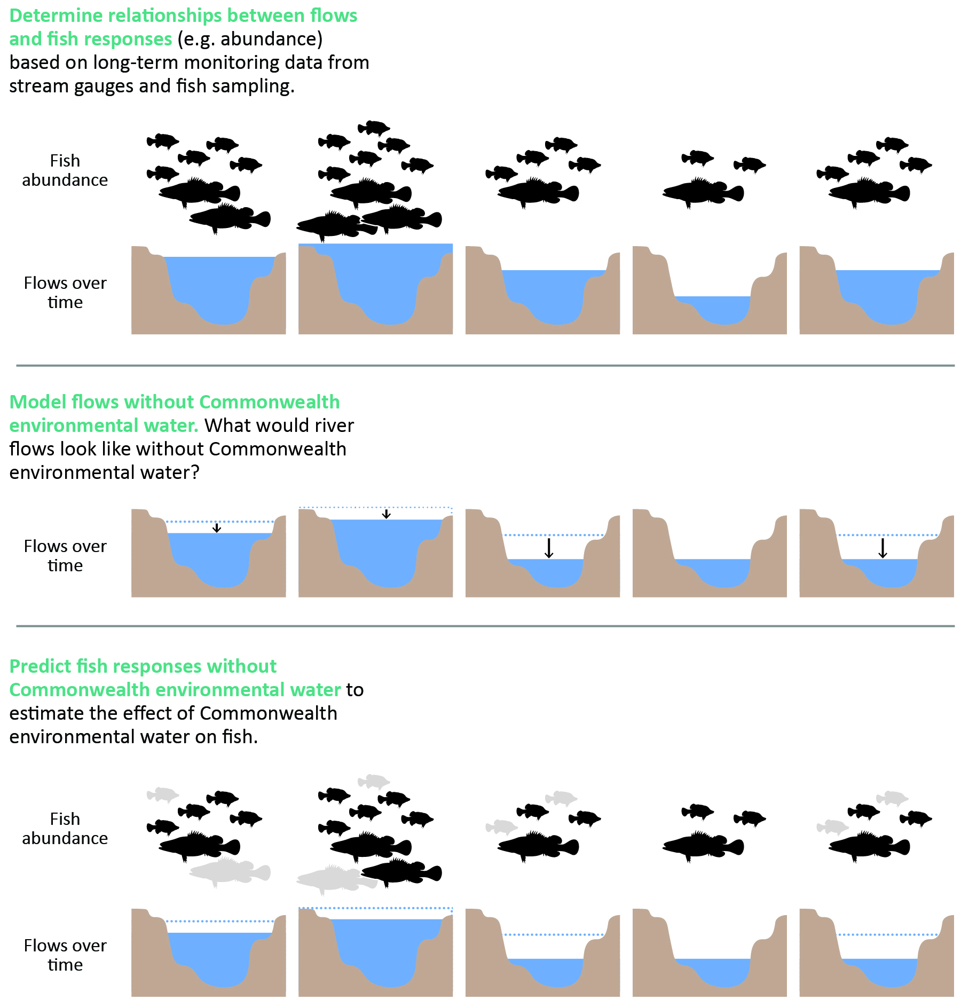 Determine relationships between flows
and fish responses (e.g. abundance)
based on long-term monitoring data from
stream gauges and fish sampling.
Fish
abundance
Flows over
time
Model flows without Commonwealth
environmental water. What would river
flows look like without Commonwealth
environmental water?
Flows over
time
Predict fish responses without
Commonwealth environmental water to
estimate the effect of Commonwealth
environmental water on fish.
Fish
abundance
Flows over
time